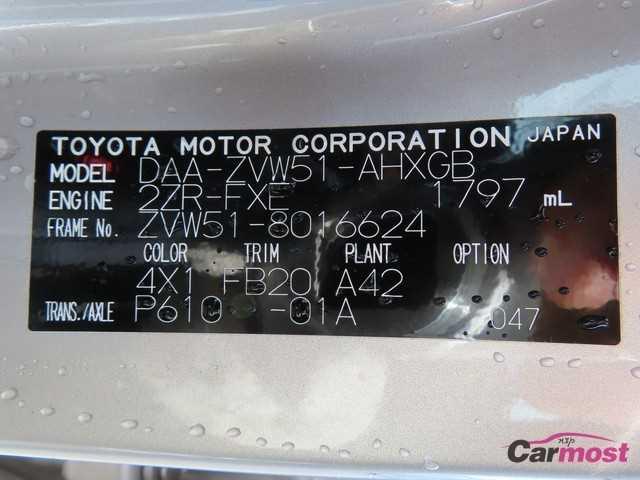 TOYOTA MOTOR CORPORATION JAPAN
MODEL DAA-ZVW51-AHXGB
ENGINE 2ZR-FXE 1797 mL
FRAME No. ZVW51-8016624
COLOR TRIM PLANT OPTION
4X1 FB20 A42
TRANS./AXLE P610 -01A 047
Carmost